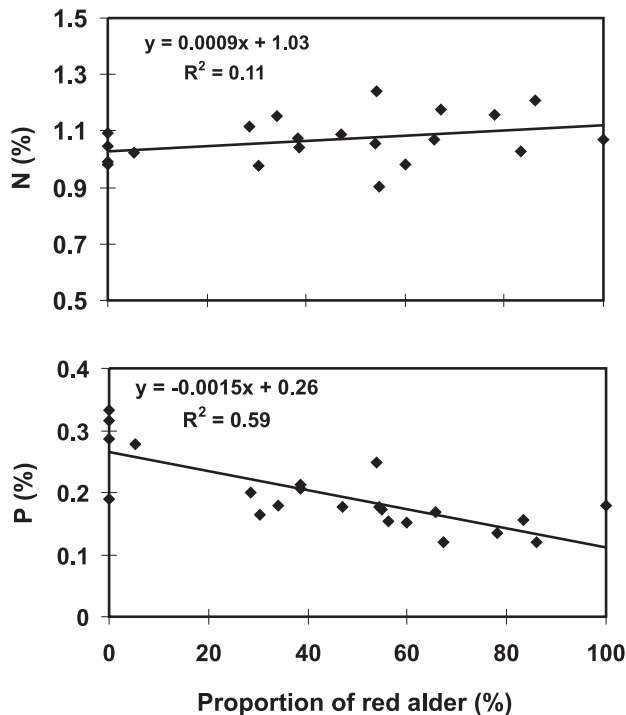 1.5
y = 0.0009x + 1.03
R² = 0.11
1.3
1.1
N (%)
0.9
0.7
0.5
0.4
y = -0.0015x + 0.26
R² = 0.59
0.3
P (%)
0.2
0.1
0
0 20 40 60 80 100
Proportion of red alder (%)